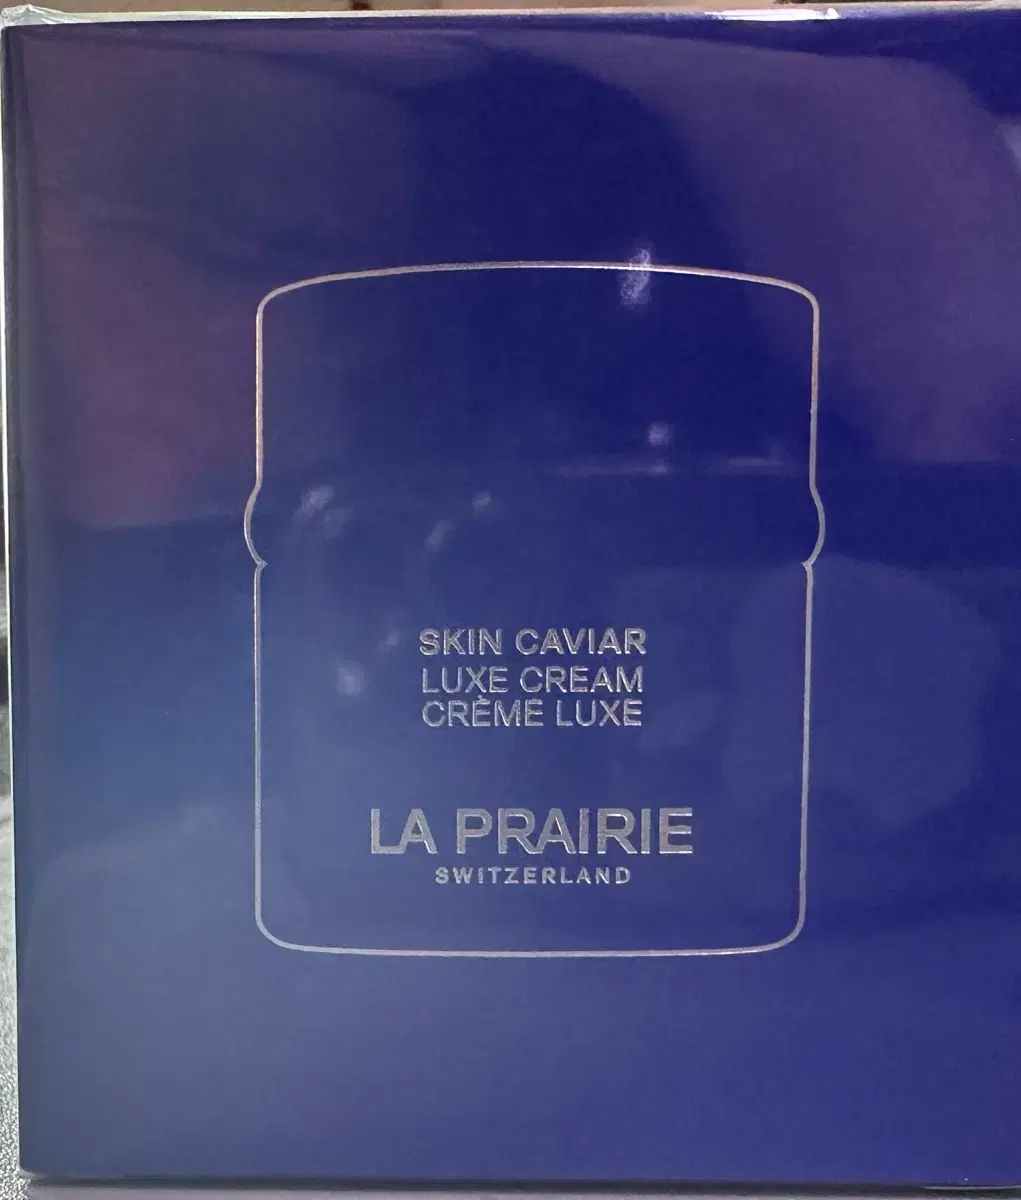 SKIN CAVIAR
LUXE CREAM
CRÈME LUXE
LA PRAIRIE
SWITZERLAND